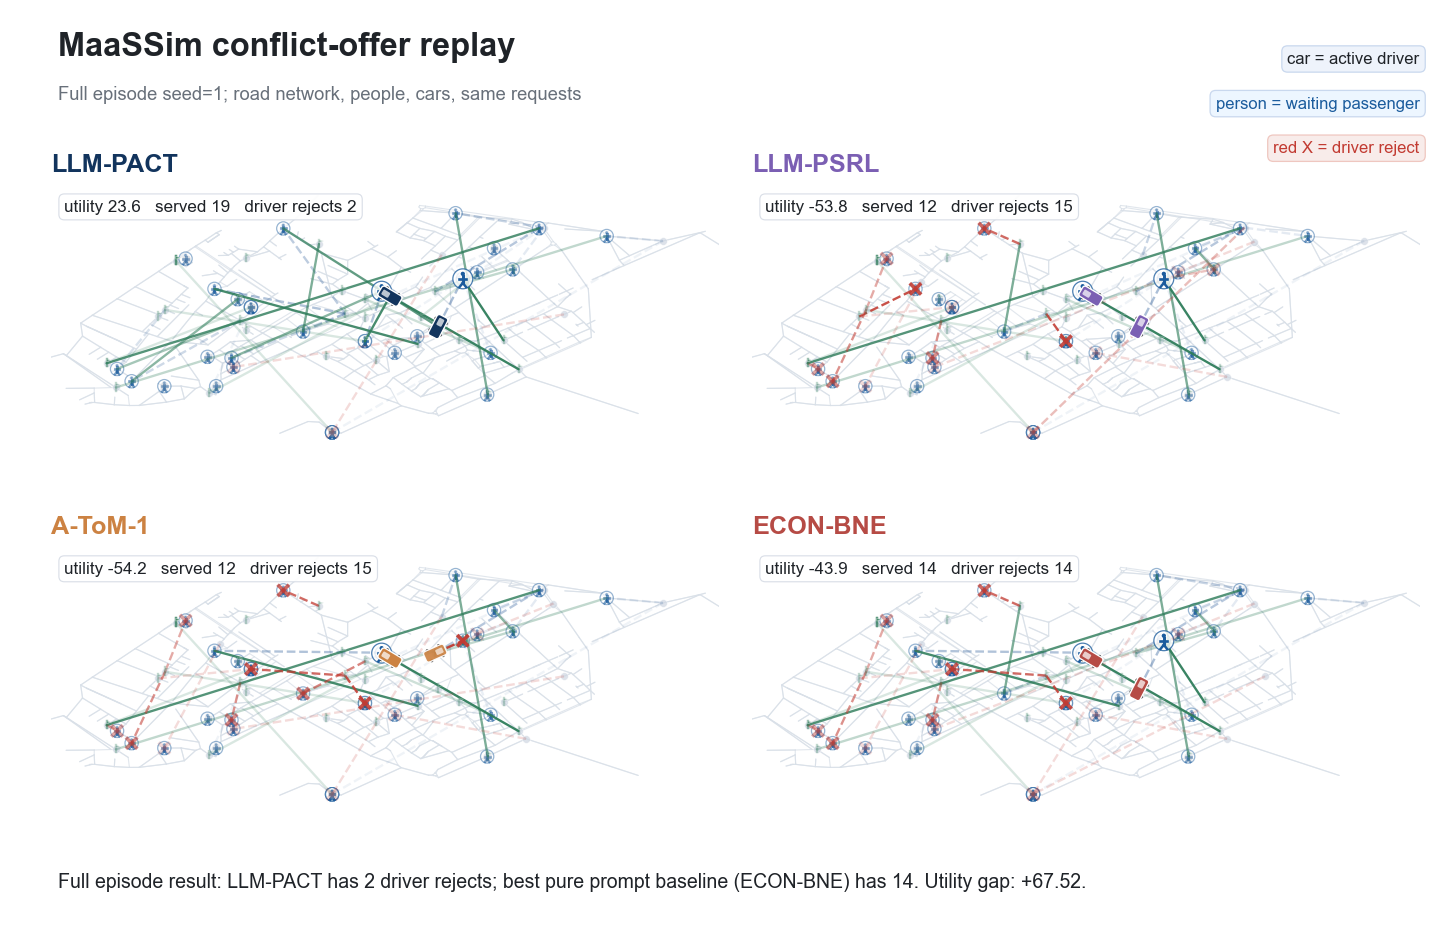 MaaSSim conflict-offer replay
Full episode seed=1; road network, people, cars, same requests
car = active driver
person = waiting passenger
red X = driver reject
LLM-PACT
utility 23.6 served 19 driver rejects 2
LLM-PSRL
utility -53.8 served 12 driver rejects 15
A-ToM-1
utility -54.2 served 12 driver rejects 15
ECON-BNE
utility -43.9 served 14 driver rejects 14
Full episode result: LLM-PACT has 2 driver rejects; best pure prompt baseline (ECON-BNE) has 14. Utility gap: +67.52.